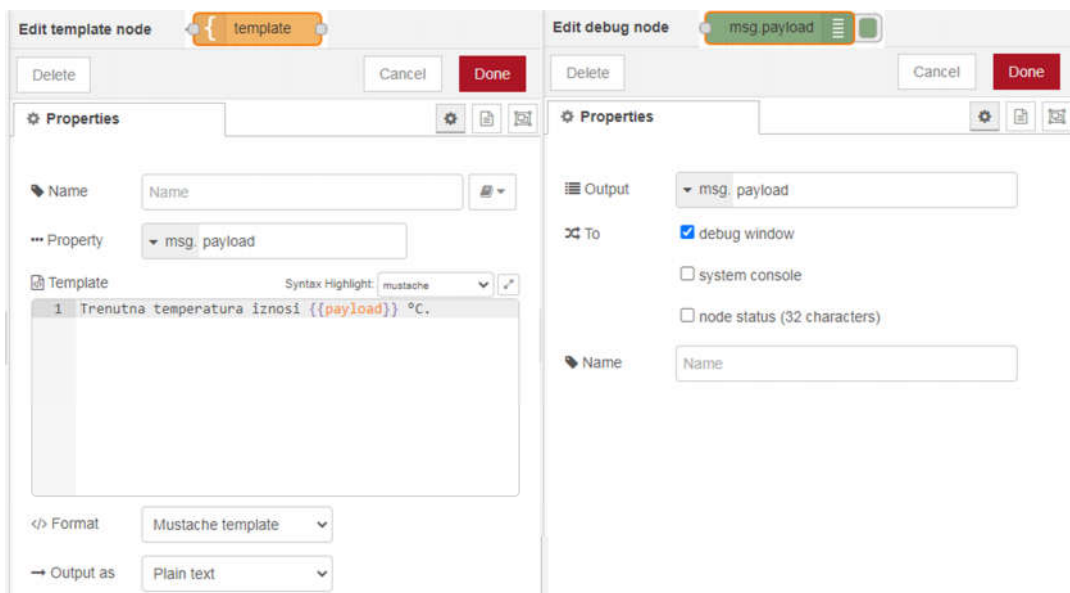 Edit template node
template
Delete
Cancel
Done
Properties
Name
Name
Property
msg. payload
Template
Syntax Highlight: mustache
1 Trenutna temperatura iznosi {{payload}} °C.
Format
Mustache template
Output as
Plain text
Edit debug node
msg.payload
Delete
Cancel
Done
Properties
Output
msg. payload
To
debug window
system console
node status (32 characters)
Name
Name